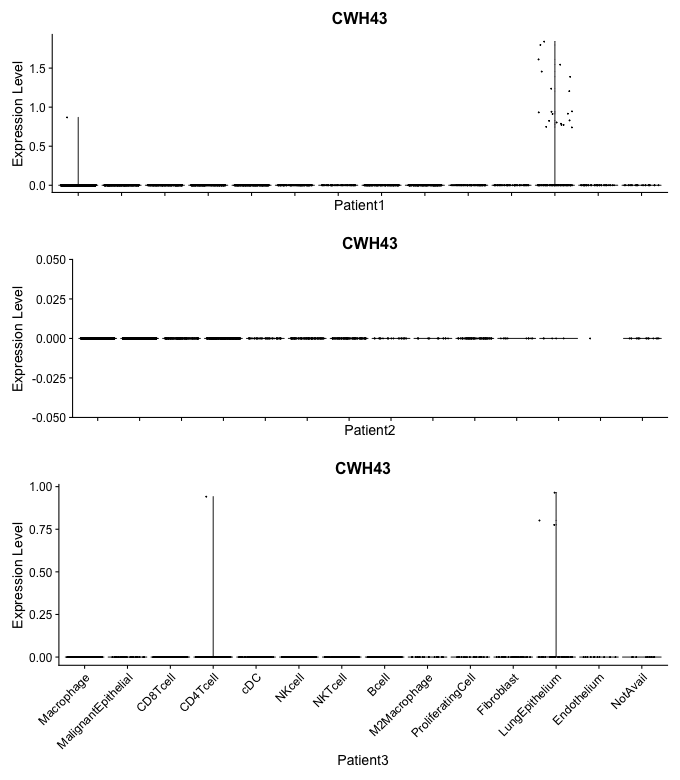 CWH43
Expression Level
1.5
1.0
0.5
0.0
Patient1
CWH43
Expression Level
0.050
0.025
0.000
-0.025
-0.050
Patient2
CWH43
Expression Level
1.00
0.75
0.50
0.25
0.00
Macrophage
MalignantEpithelial
CD8Tcell
CD4Tcell
cDC
NKcell
NKTcell
Bcell
M2Macrophage
ProliferatingCell
Fibroblast
LungEpithelium
Endothelium
NotAvail
Patient3